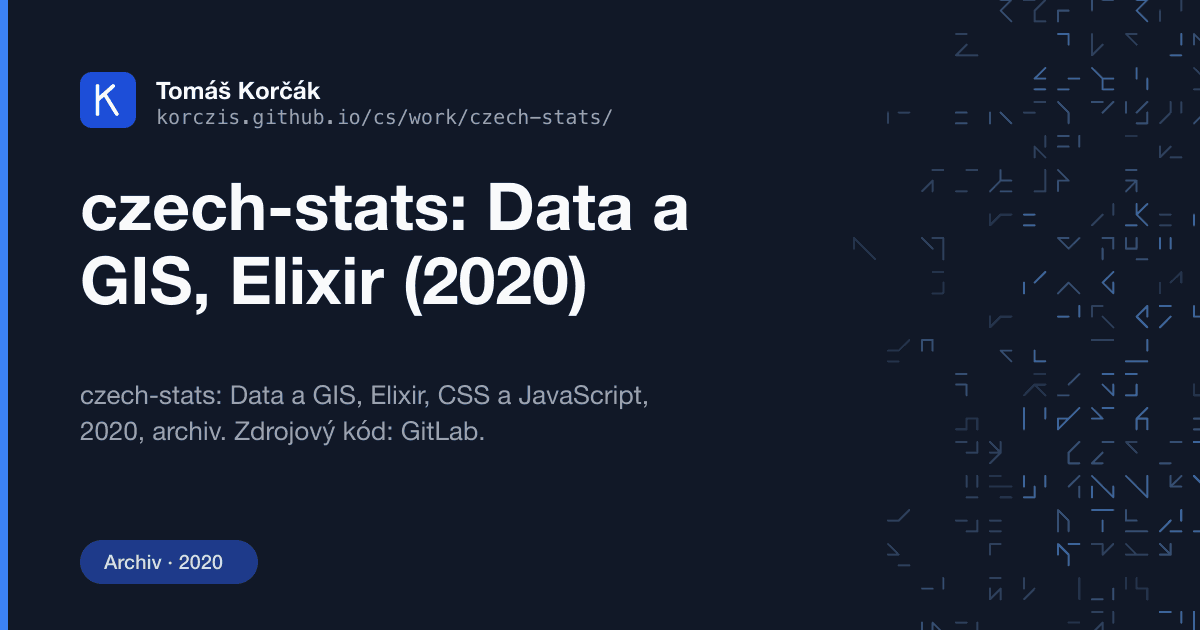 K
Tomáš Korčák
korczis.github.io/cs/work/czech-stats/
czech-stats: Data a
GIS, Elixir (2020)
czech-stats: Data a GIS, Elixir, CSS a JavaScript,
2020, archiv. Zdrojový kód: GitLab.
Archiv · 2020